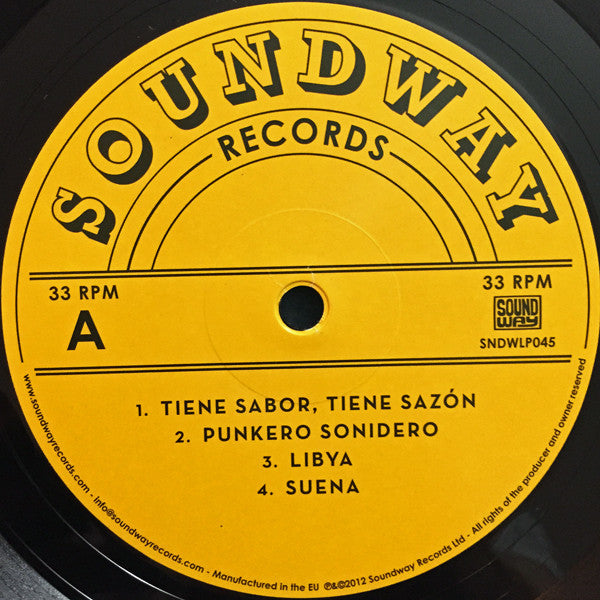 SOUNDWAY
RECORDS
33 RPM
A
33 RPM
SOUND
WAY
SNDWLP045
1. TIENE SABOR, TIENE SAZÓN
2. PUNKERO SONIDERO
3. LIBYA
4. SUENA
www.soundwayrecords.com - info@soundwayrecords.com - Manufactured in the EU ℗&©2012 Soundway Records Ltd - All rights of the producer and owner reserved